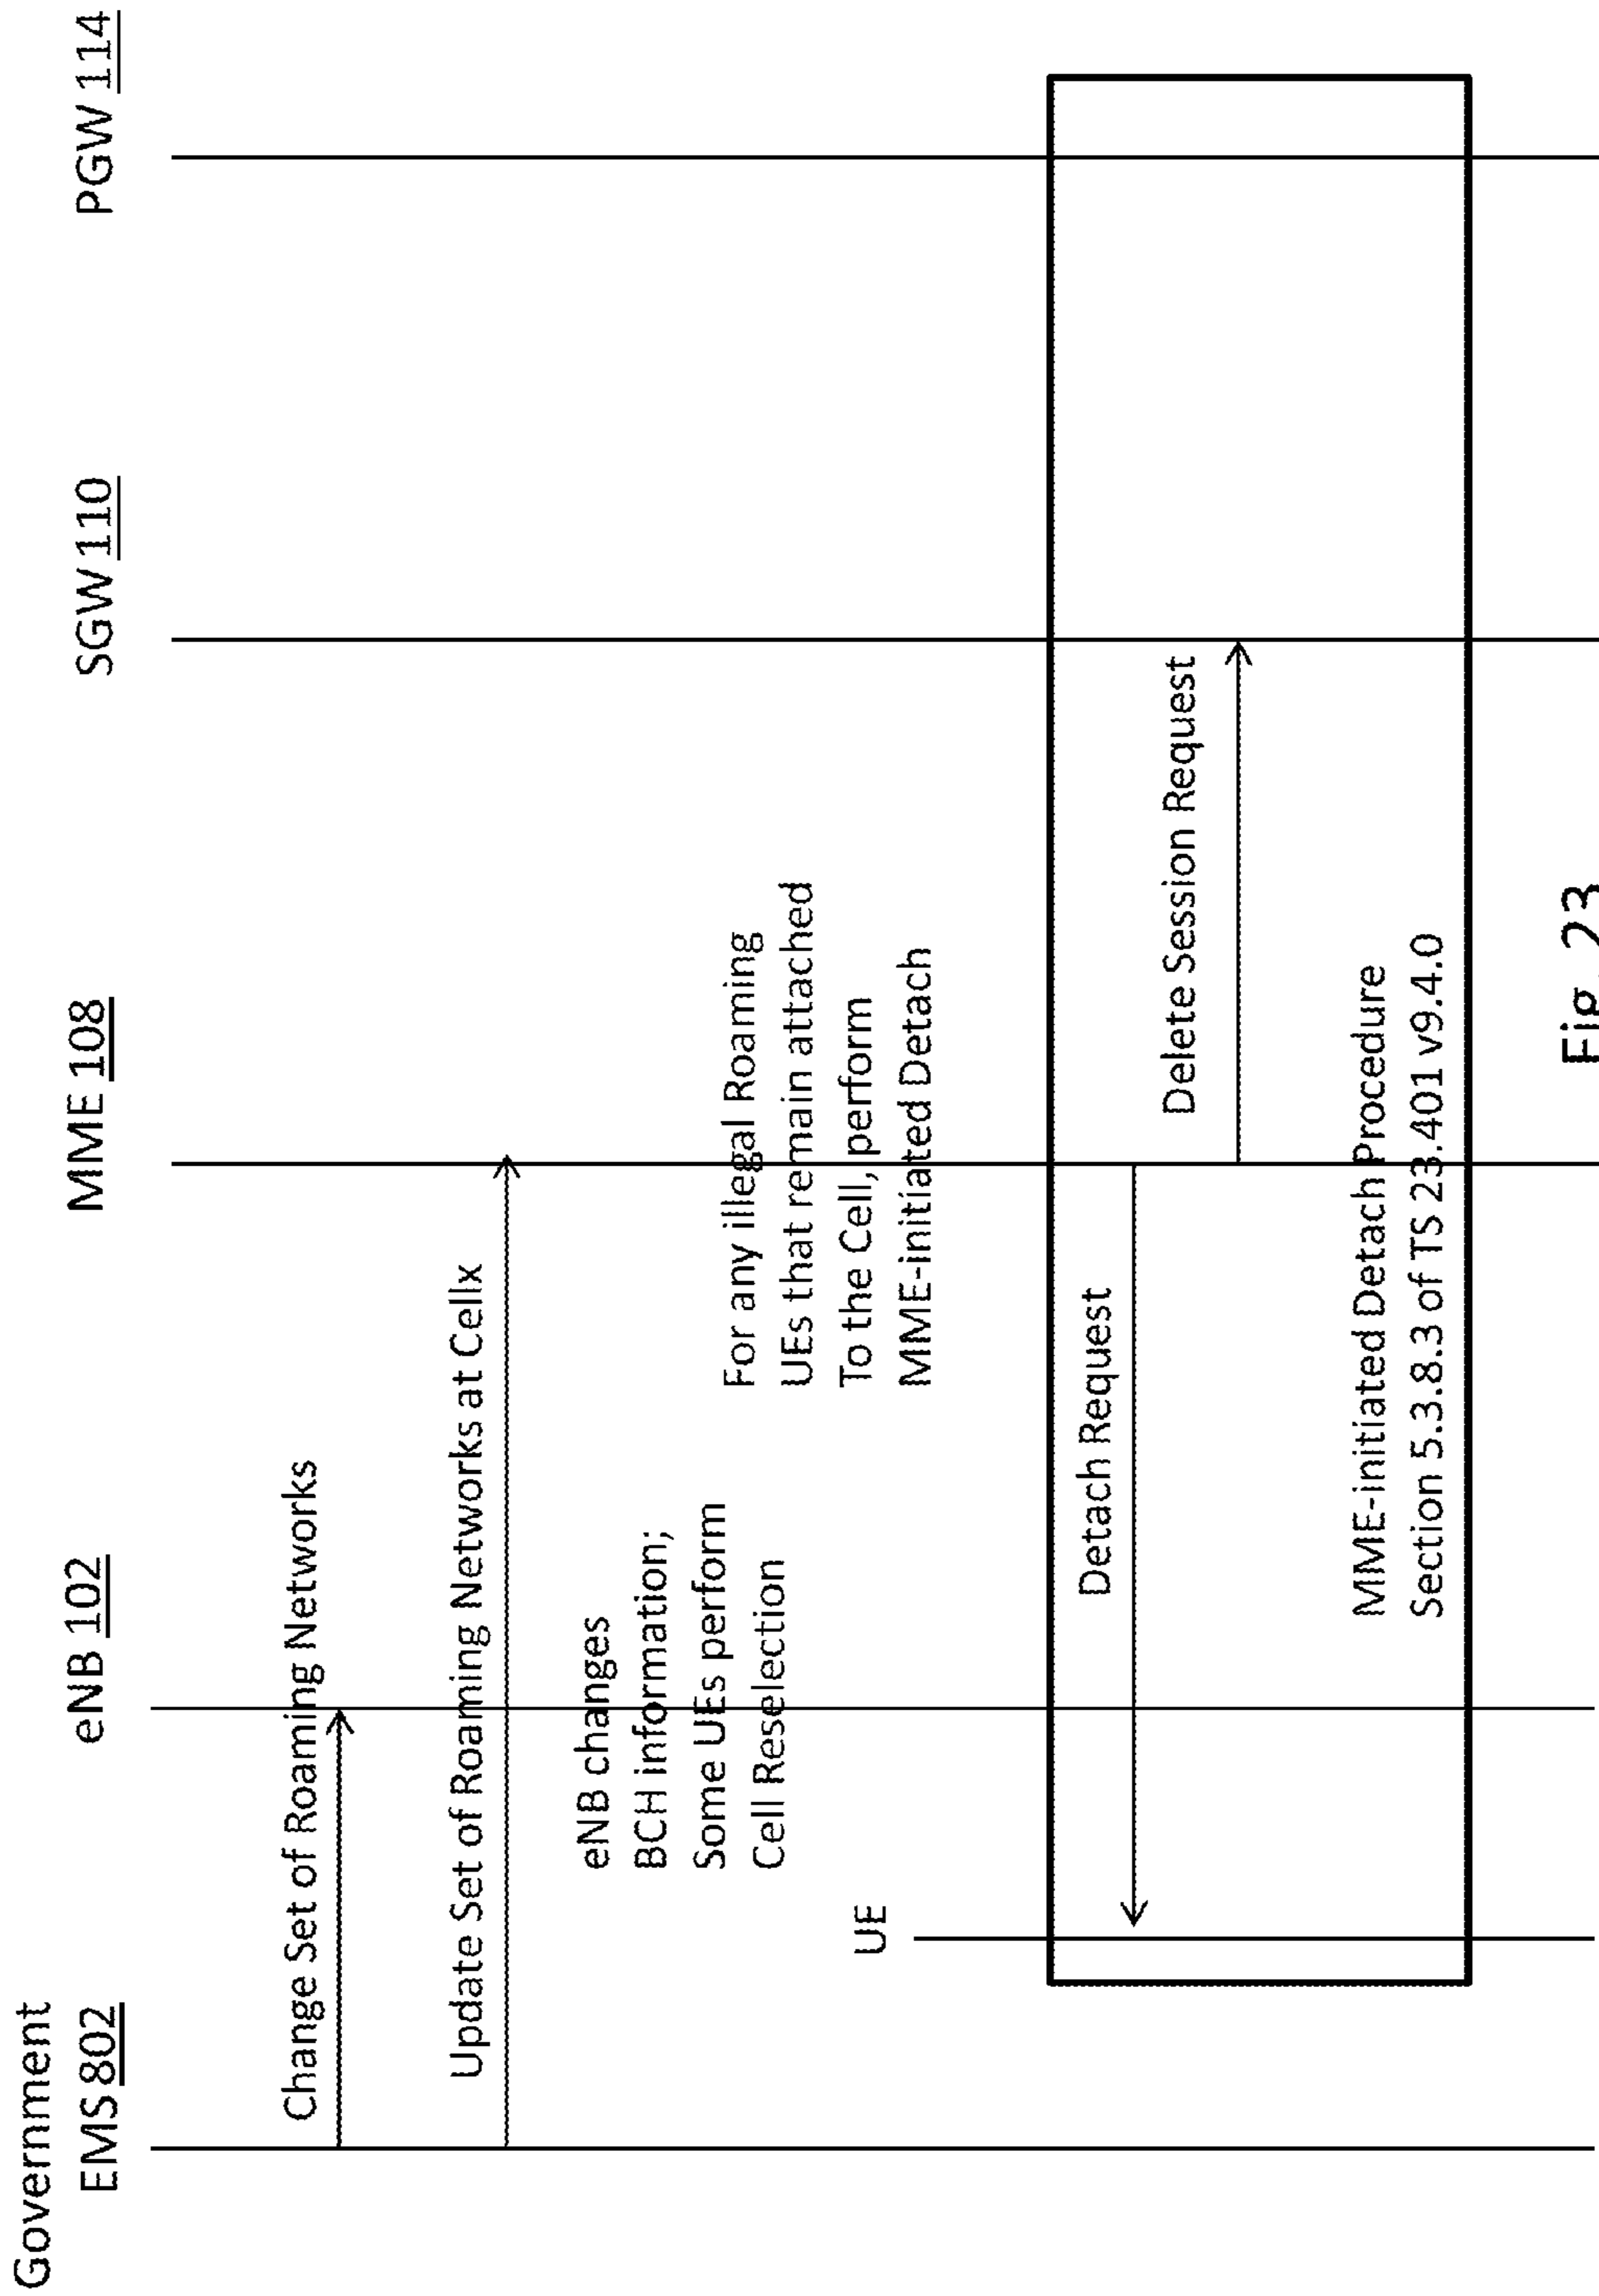 Government
EMS 802
eNB 102
MME 108
SGW 110
PGW 114
Change Set of Roaming Networks
Update Set of Roaming Networks at Cellx
eNB changes
BCH information;
Some UEs perform
Cell Reselection
For any illegal Roaming
UEs that remain attached
To the Cell, perform
MME-initiated Detach
UE
Detach Request
Delete Session Request
MME-initiated Detach Procedure
Section 5.3.8.3 of TS 23.401 v9.4.0
Fig. 23